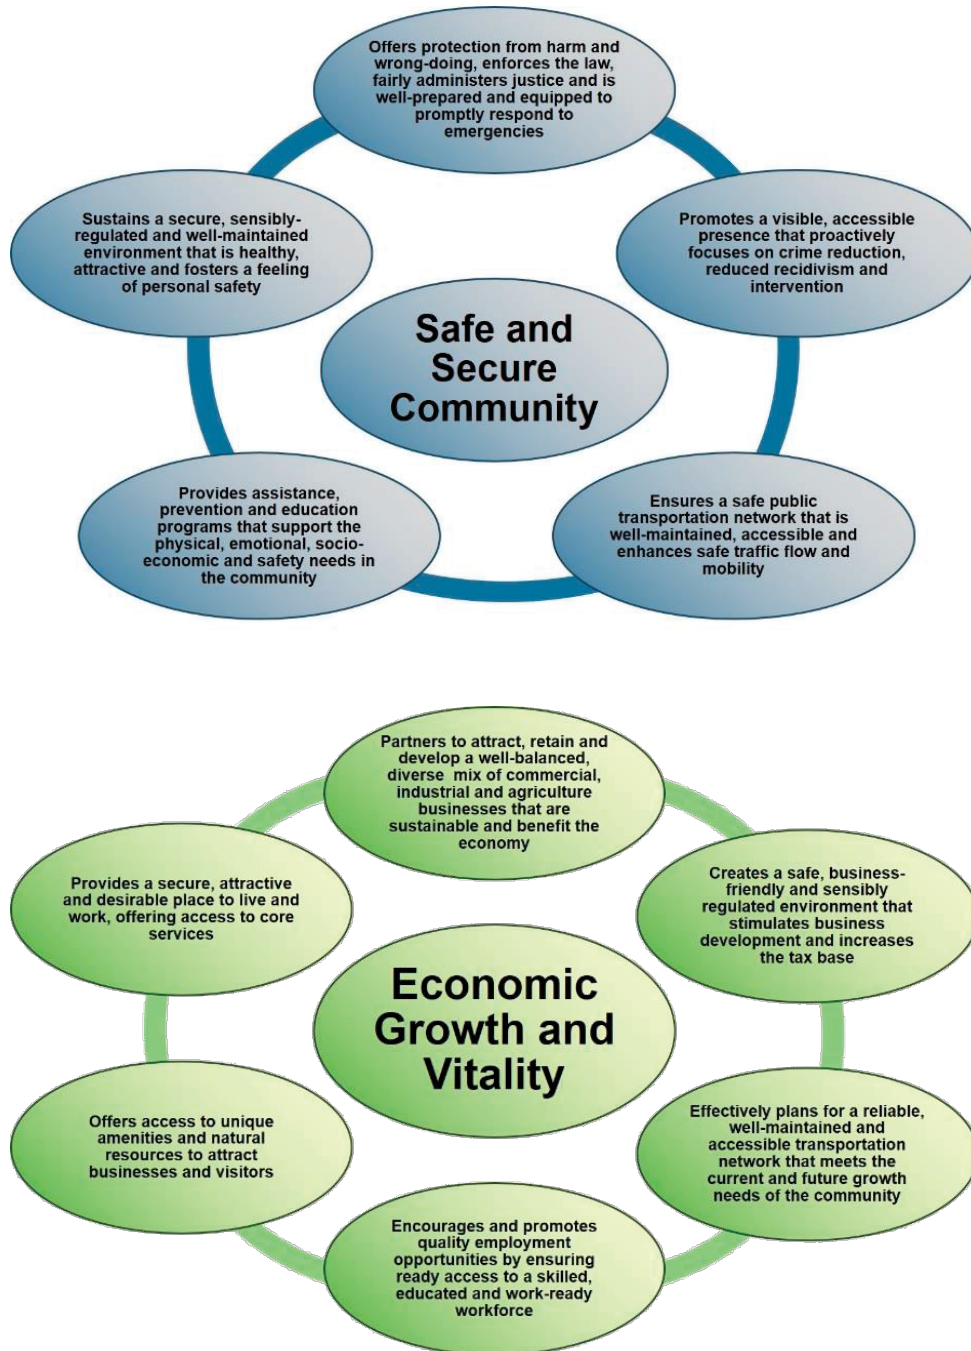 Offers protection from harm and
wrong-doing, enforces the law,
fairly administers justice and is
well-prepared and equipped to
promptly respond to
emergencies
Sustains a secure, sensibly-
regulated and well-maintained
environment that is healthy,
attractive and fosters a feeling
of personal safety
Promotes a visible, accessible
presence that proactively
focuses on crime reduction,
reduced recidivism and
intervention
Safe and
Secure
Community
Provides assistance,
prevention and education
programs that support the
physical, emotional, socio-
economic and safety needs in
the community
Ensures a safe public
transportation network that is
well-maintained, accessible and
enhances safe traffic flow and
mobility
Partners to attract, retain and
develop a well-balanced,
diverse mix of commercial,
industrial and agriculture
businesses that are
sustainable and benefit the
economy
Provides a secure, attractive
and desirable place to live and
work, offering access to core
services
Creates a safe, business-
friendly and sensibly
regulated environment that
stimulates business
development and increases
the tax base
Economic
Growth and
Vitality
Offers access to unique
amenities and natural
resources to attract
businesses and visitors
Effectively plans for a reliable,
well-maintained and
accessible transportation
network that meets the
current and future growth
needs of the community
Encourages and promotes
quality employment
opportunities by ensuring
ready access to a skilled,
educated and work-ready
workforce